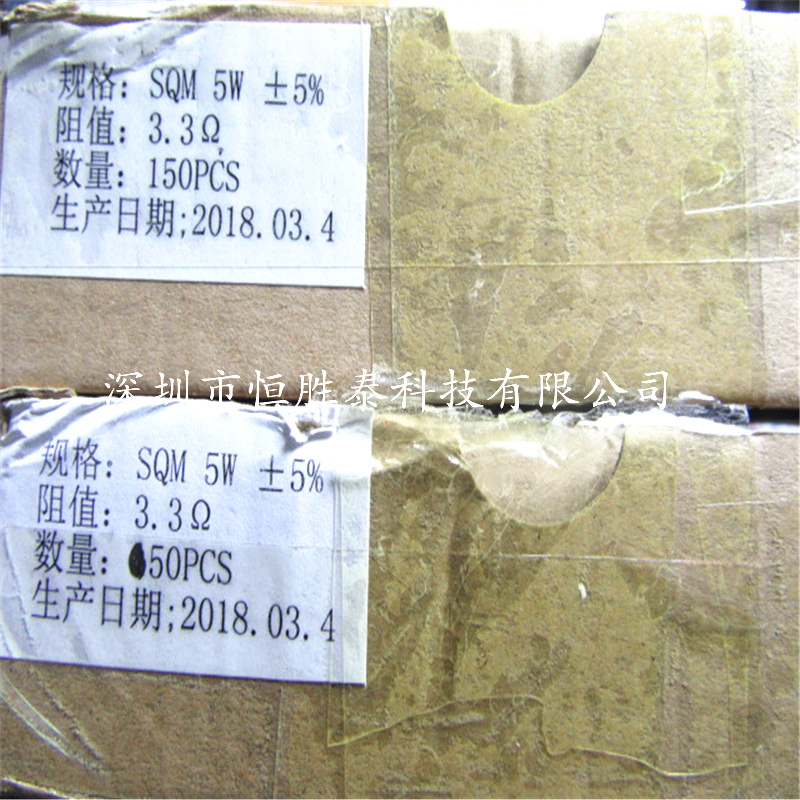 规格: SQM 5W ±5%
阻值: 3.3Ω
数量: 150PCS
生产日期;2018.03.4
深圳市恒胜泰科技有限公司
规格: SQM 5W ±5%
阻值: 3.3Ω
数量: 50PCS
生产日期;2018.03.4